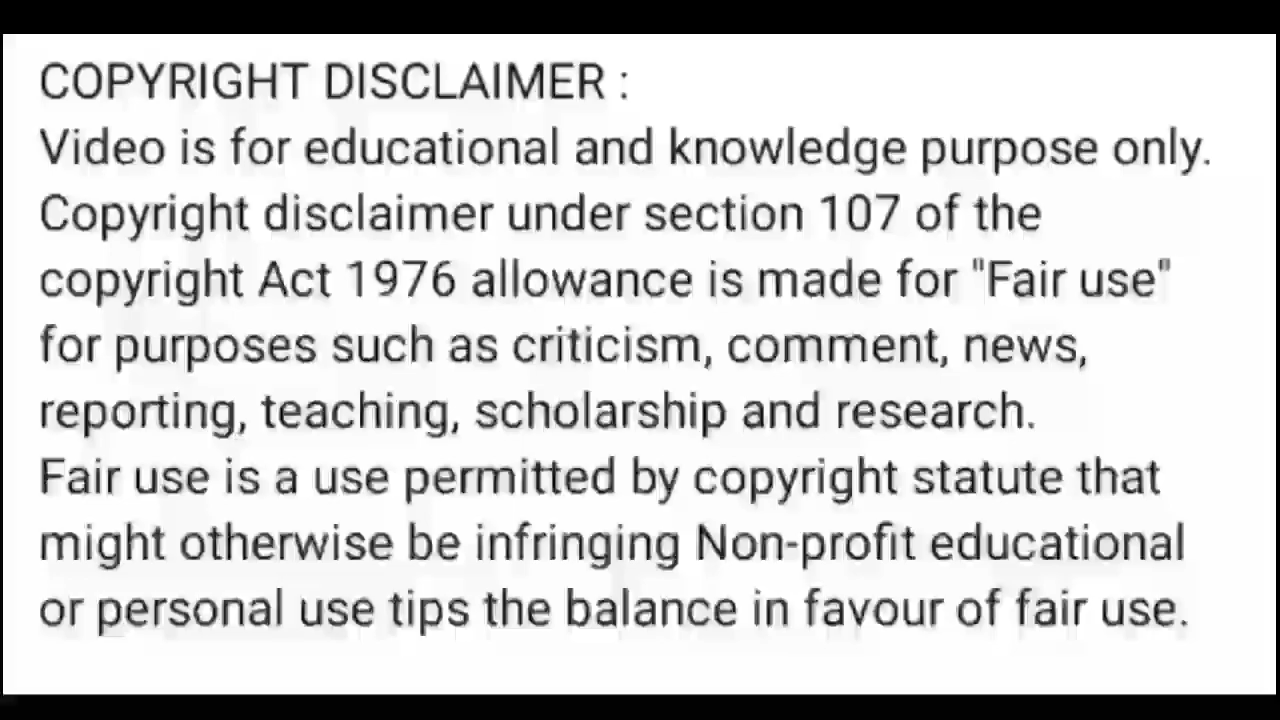 COPYRIGHT DISCLAIMER :
Video is for educational and knowledge purpose only.
Copyright disclaimer under section 107 of the
copyright Act 1976 allowance is made for "Fair use"
for purposes such as criticism, comment, news,
reporting, teaching, scholarship and research.
Fair use is a use permitted by copyright statute that
might otherwise be infringing Non-profit educational
or personal use tips the balance in favour of fair use.